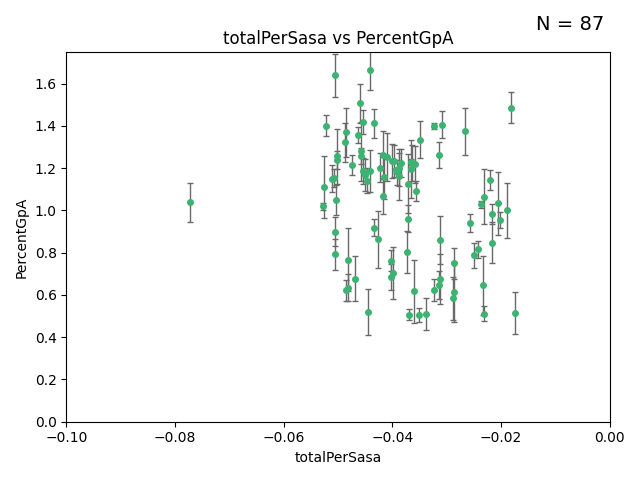 N = 87
totalPerSasa vs PercentGpA
PercentGpA
1.6
1.4
1.2
1.0
0.8
0.6
0.4
0.2
0.0
−0.10 −0.08 −0.06 −0.04 −0.02 0.00
totalPerSasa